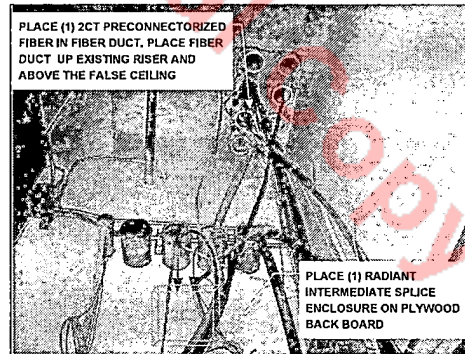 PLACE (1) 2CT PRECONNECTORIZED
FIBER IN FIBER DUCT, PLACE FIBER
DUCT UP EXISTING RISER AND
ABOVE THE FALSE CEILING
Copy
PLACE (1) RADIANT
INTERMEDIATE SPLICE
ENCLOSURE ON PLYWOOD
BACK BOARD